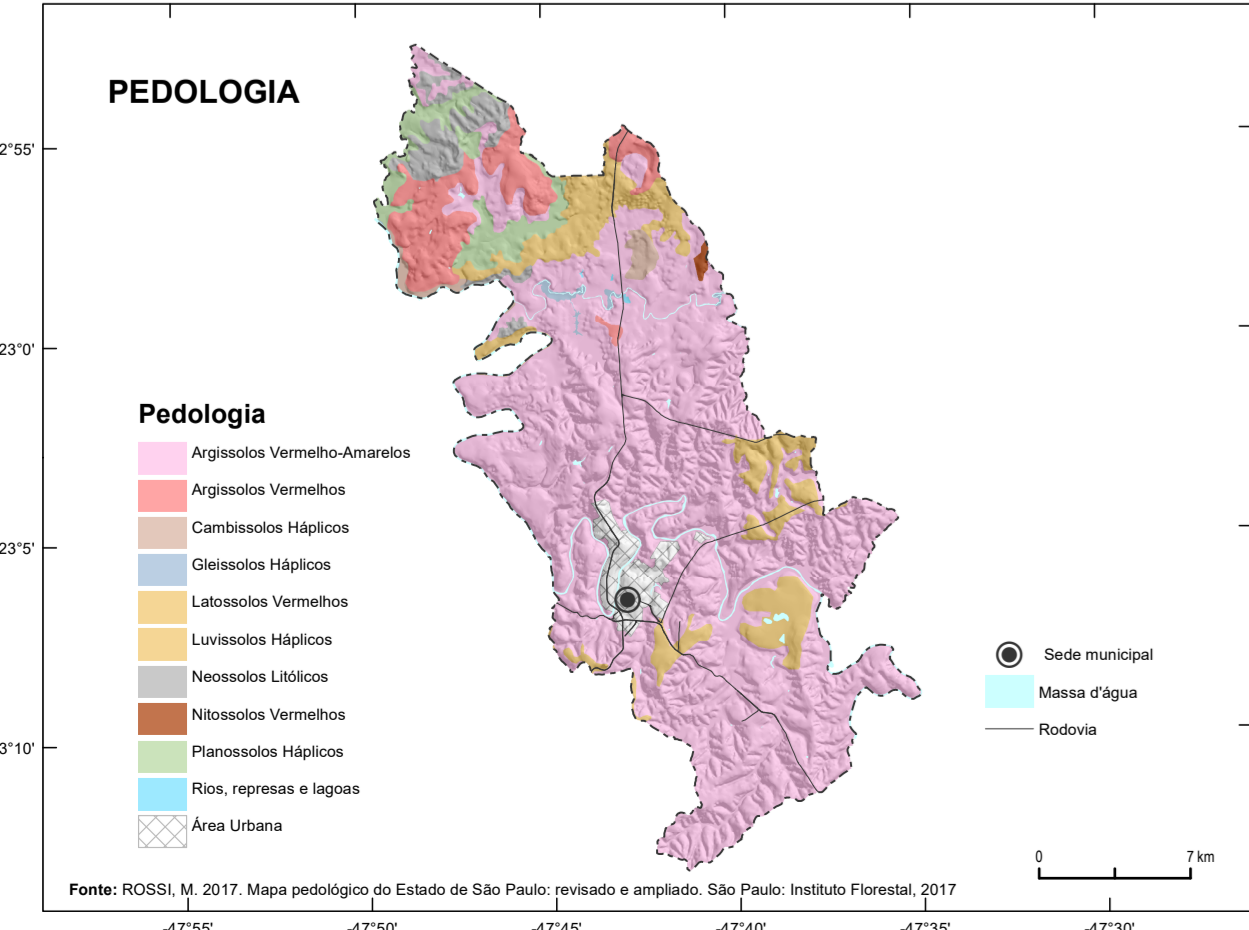 PEDOLOGIA
2°55'
23°0'
23°5'
3°10'
Pedologia
Argissolos Vermelho-Amarelos
Argissolos Vermelhos
Cambissolos Háplicos
Gleissolos Háplicos
Latossolos Vermelhos
Luvissolos Háplicos
Neossolos Litólicos
Nitossolos Vermelhos
Planossolos Háplicos
Rios, represas e lagoas
Área Urbana
Sede municipal
Massa d'água
Rodovia
0 7 km
Fonte: ROSSI, M. 2017. Mapa pedológico do Estado de São Paulo: revisado e ampliado. São Paulo: Instituto Florestal, 2017
-47°55' -47°50' -47°45' -47°40' -47°35' -47°30'